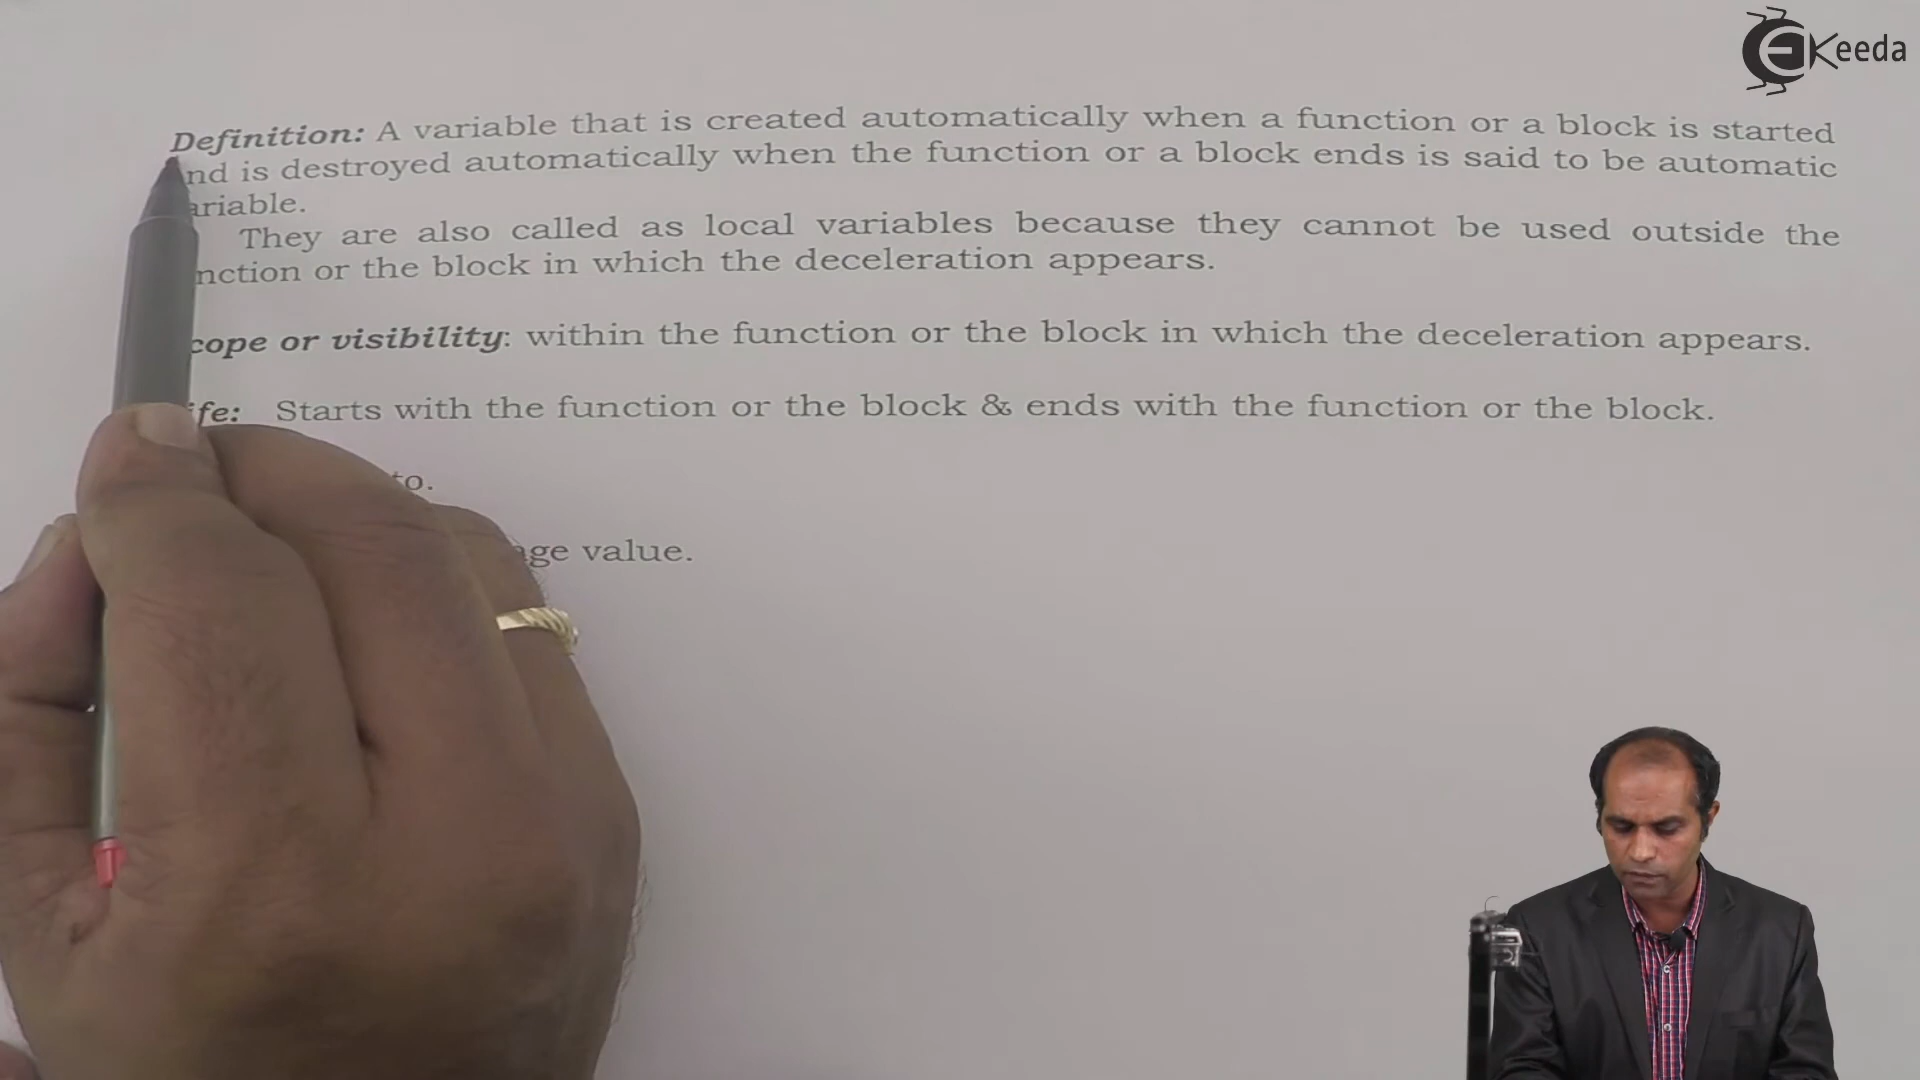 Keeda
Definition: A variable that is created automatically when a function or a block is started
nd is destroyed automatically when the function or a block ends is said to be automatic
ariable.
They are also called as local variables because they cannot be used outside the
nction or the block in which the deceleration appears.
cope or visibility: within the function or the block in which the deceleration appears.
ife: Starts with the function or the block & ends with the function or the block.
to.
age value.